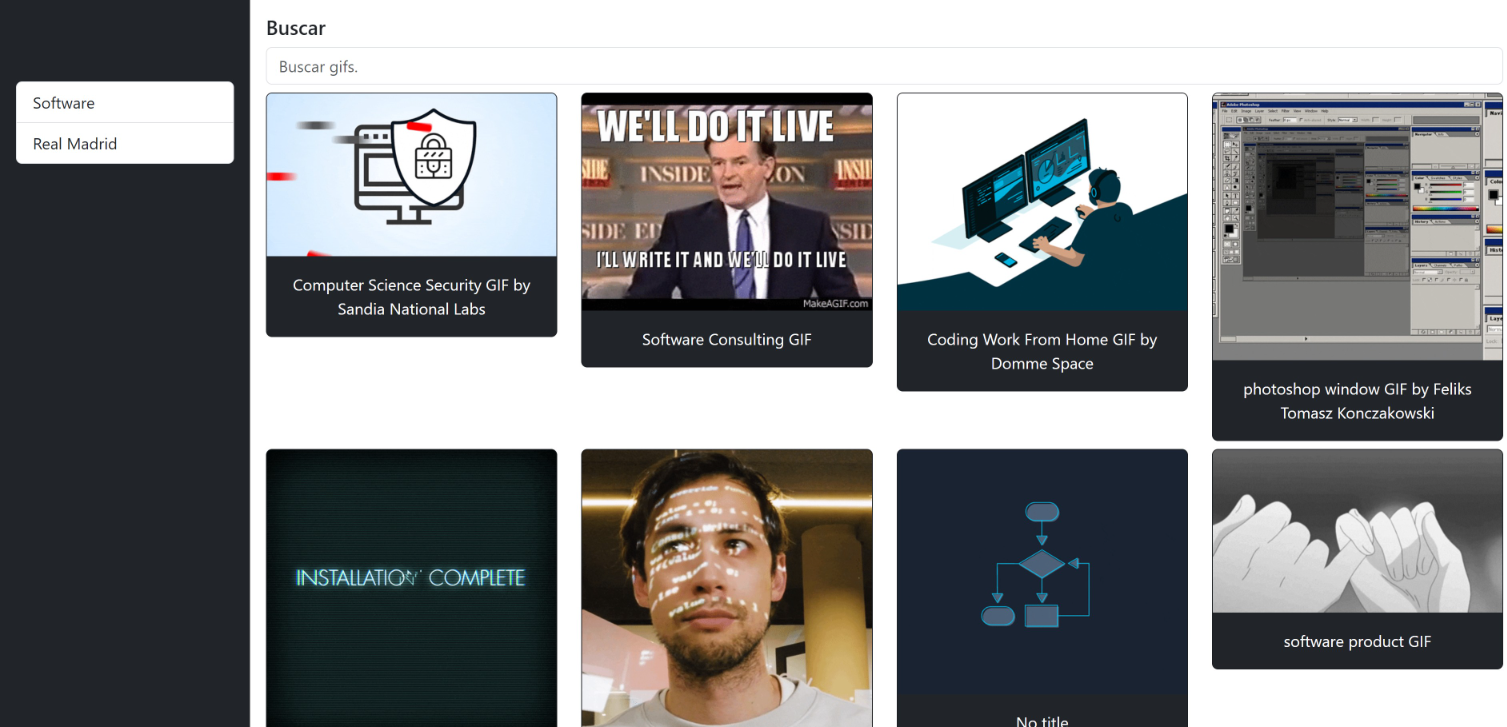 Buscar
Buscar gifs.
Software
Real Madrid
Computer Science Security GIF by
Sandia National Labs
WE'LL DO IT LIVE
INSIDE
I'LL WRITE IT AND WE'LL DO IT LIVE
MakeAGIF.com
Software Consulting GIF
Coding Work From Home GIF by
Domme Space
Adobe Photoshop
photoshop window GIF by Feliks
Tomasz Konczakowski
INSTALLATION COMPLETE
No title
software product GIF